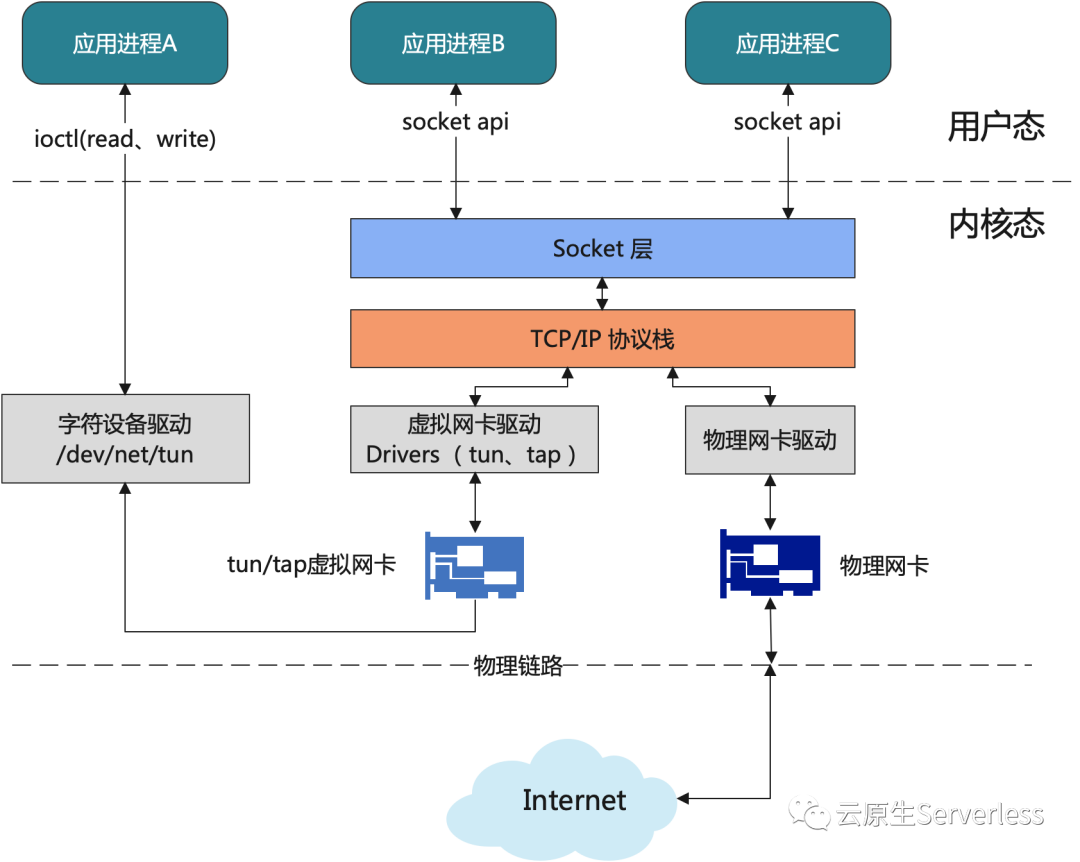 应用进程A
应用进程B
应用进程C
socket api
socket api
ioctl(read、write)
用户态
内核态
Socket 层
TCP/IP 协议栈
字符设备驱动
/dev/net/tun
虚拟网卡驱动
Drivers （ tun、tap ）
物理网卡驱动
tun/tap虚拟网卡
物理网卡
物理链路
Internet
云原生Serverless